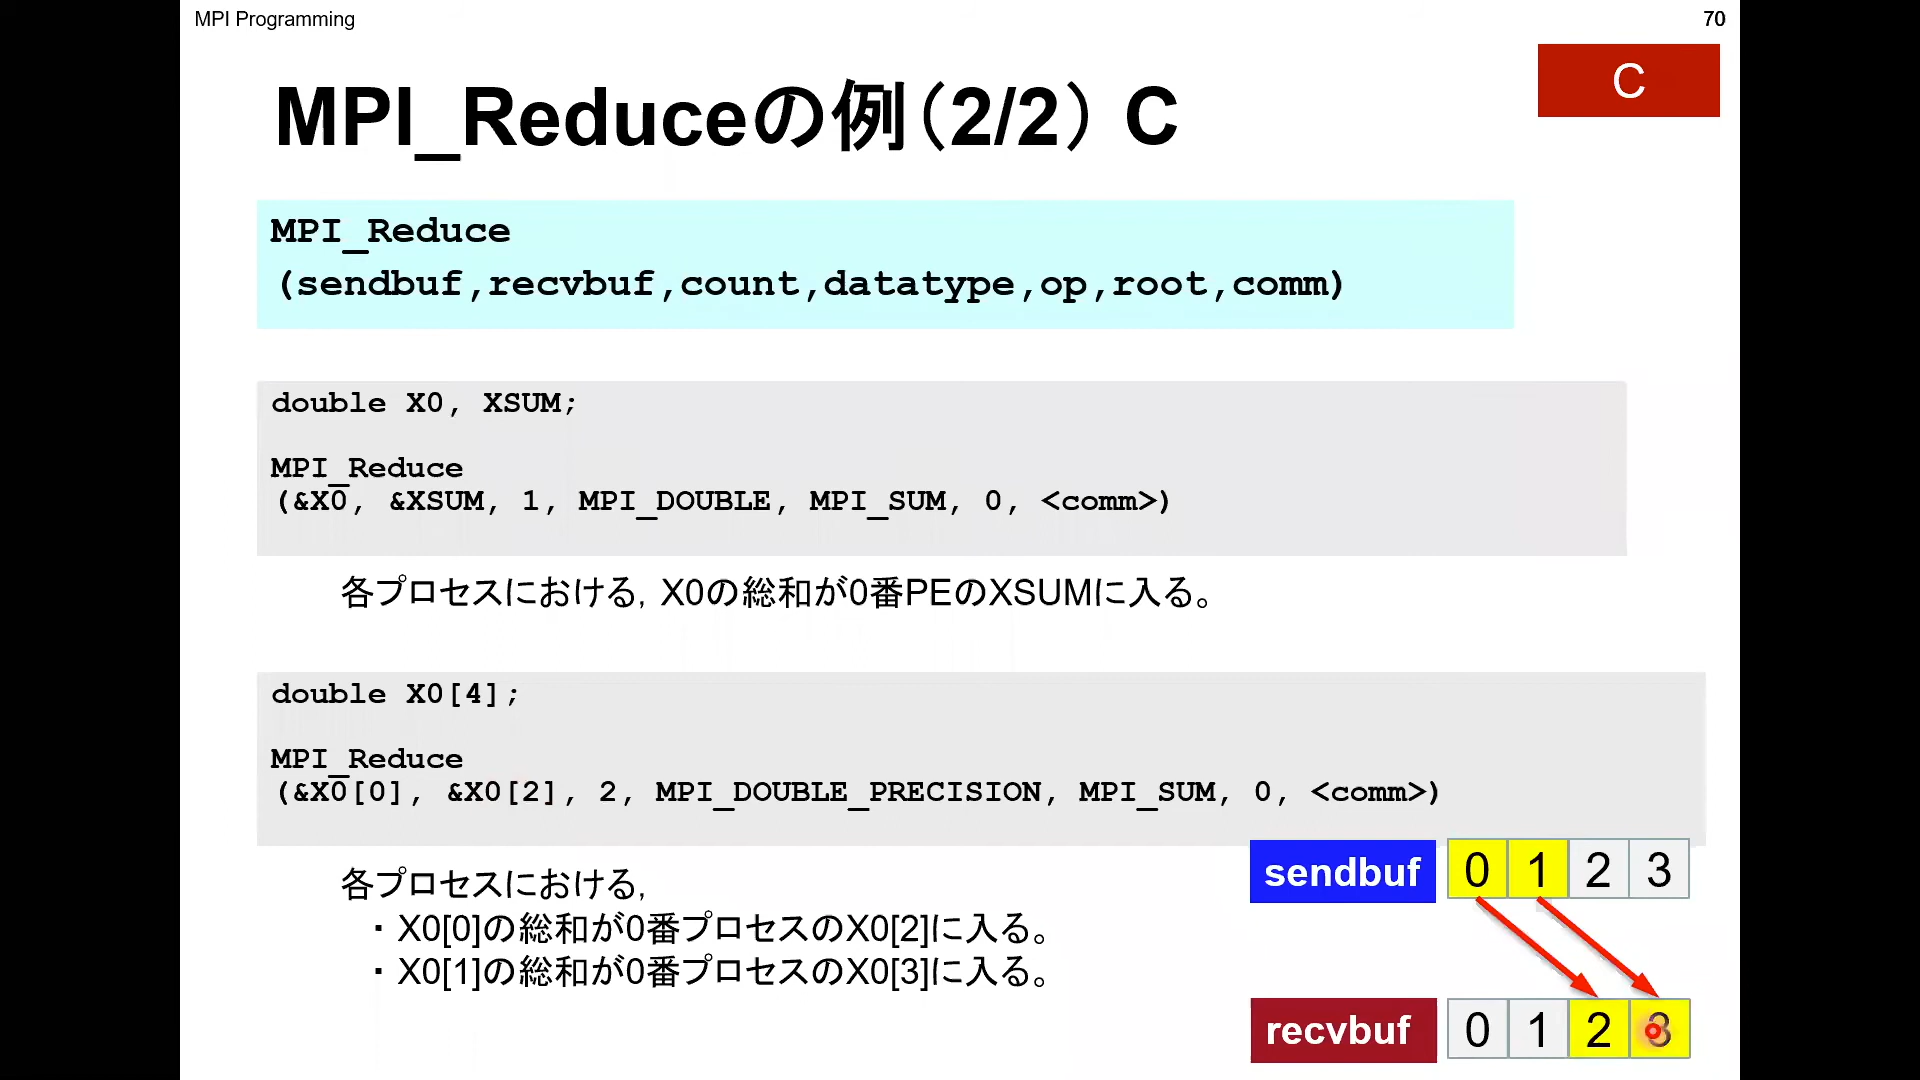 MPI Programming
70
C
MPI_Reduceの例（2/2） C
MPI_Reduce
(sendbuf,recvbuf,count,datatype,op,root,comm)
double X0, XSUM;
MPI_Reduce
(&X0, &XSUM, 1, MPI_DOUBLE, MPI_SUM, 0, <comm>)
各プロセスにおける，X0の総和が0番PEのXSUMに入る。
double X0[4];
MPI_Reduce
(&X0[0], &X0[2], 2, MPI_DOUBLE_PRECISION, MPI_SUM, 0, <comm>)
各プロセスにおける，
・ X0[0]の総和が0番プロセスのX0[2]に入る。
・ X0[1]の総和が0番プロセスのX0[3]に入る。
sendbuf 0 1 2 3
recvbuf 0 1 2 3